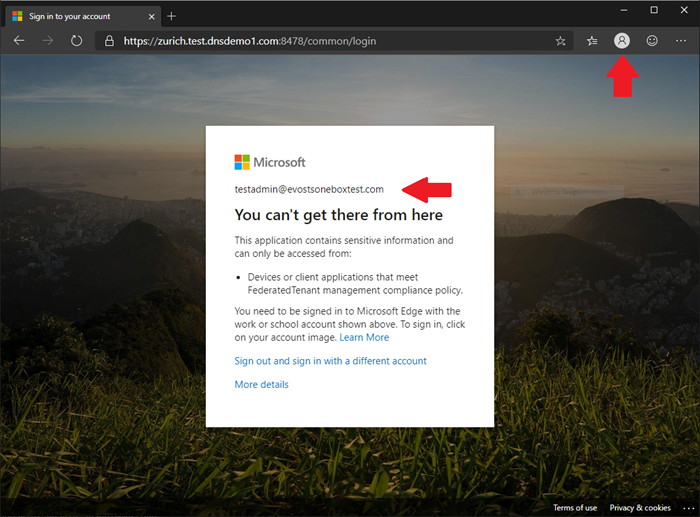 Sign in to your account
https://zurich.test.dnsdemo1.com:8478/common/login
Microsoft
testadmin@evostsoneboxtest.com
You can't get there from here
This application contains sensitive information and
can only be accessed from:
• Devices or client applications that meet
FederatedTenant management compliance policy.
You need to be signed in to Microsoft Edge with the
work or school account shown above. To sign in, click
on your account image. Learn More
Sign out and sign in with a different account
More details
Terms of use Privacy & cookies